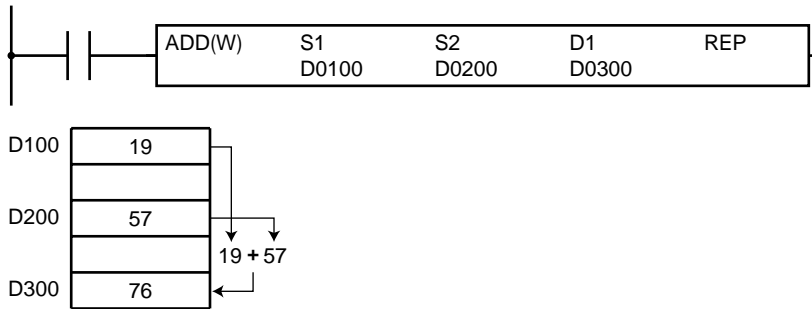 ADD(W) S1 S2 D1 REP
D0100 D0200 D0300
D100 19
D200 57
19 + 57
D300 76